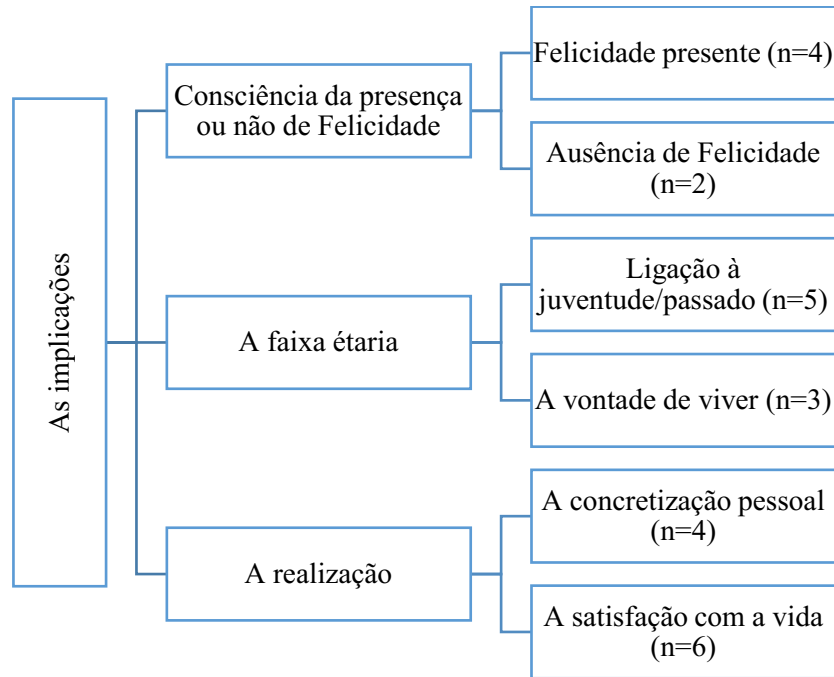 As implicações
Consciência da presença
ou não de Felicidade
Felicidade presente (n=4)
Ausência de Felicidade
(n=2)
A faixa étaria
Ligação à
juventude/passado (n=5)
A vontade de viver (n=3)
A realização
A concretização pessoal
(n=4)
A satisfação com a vida
(n=6)